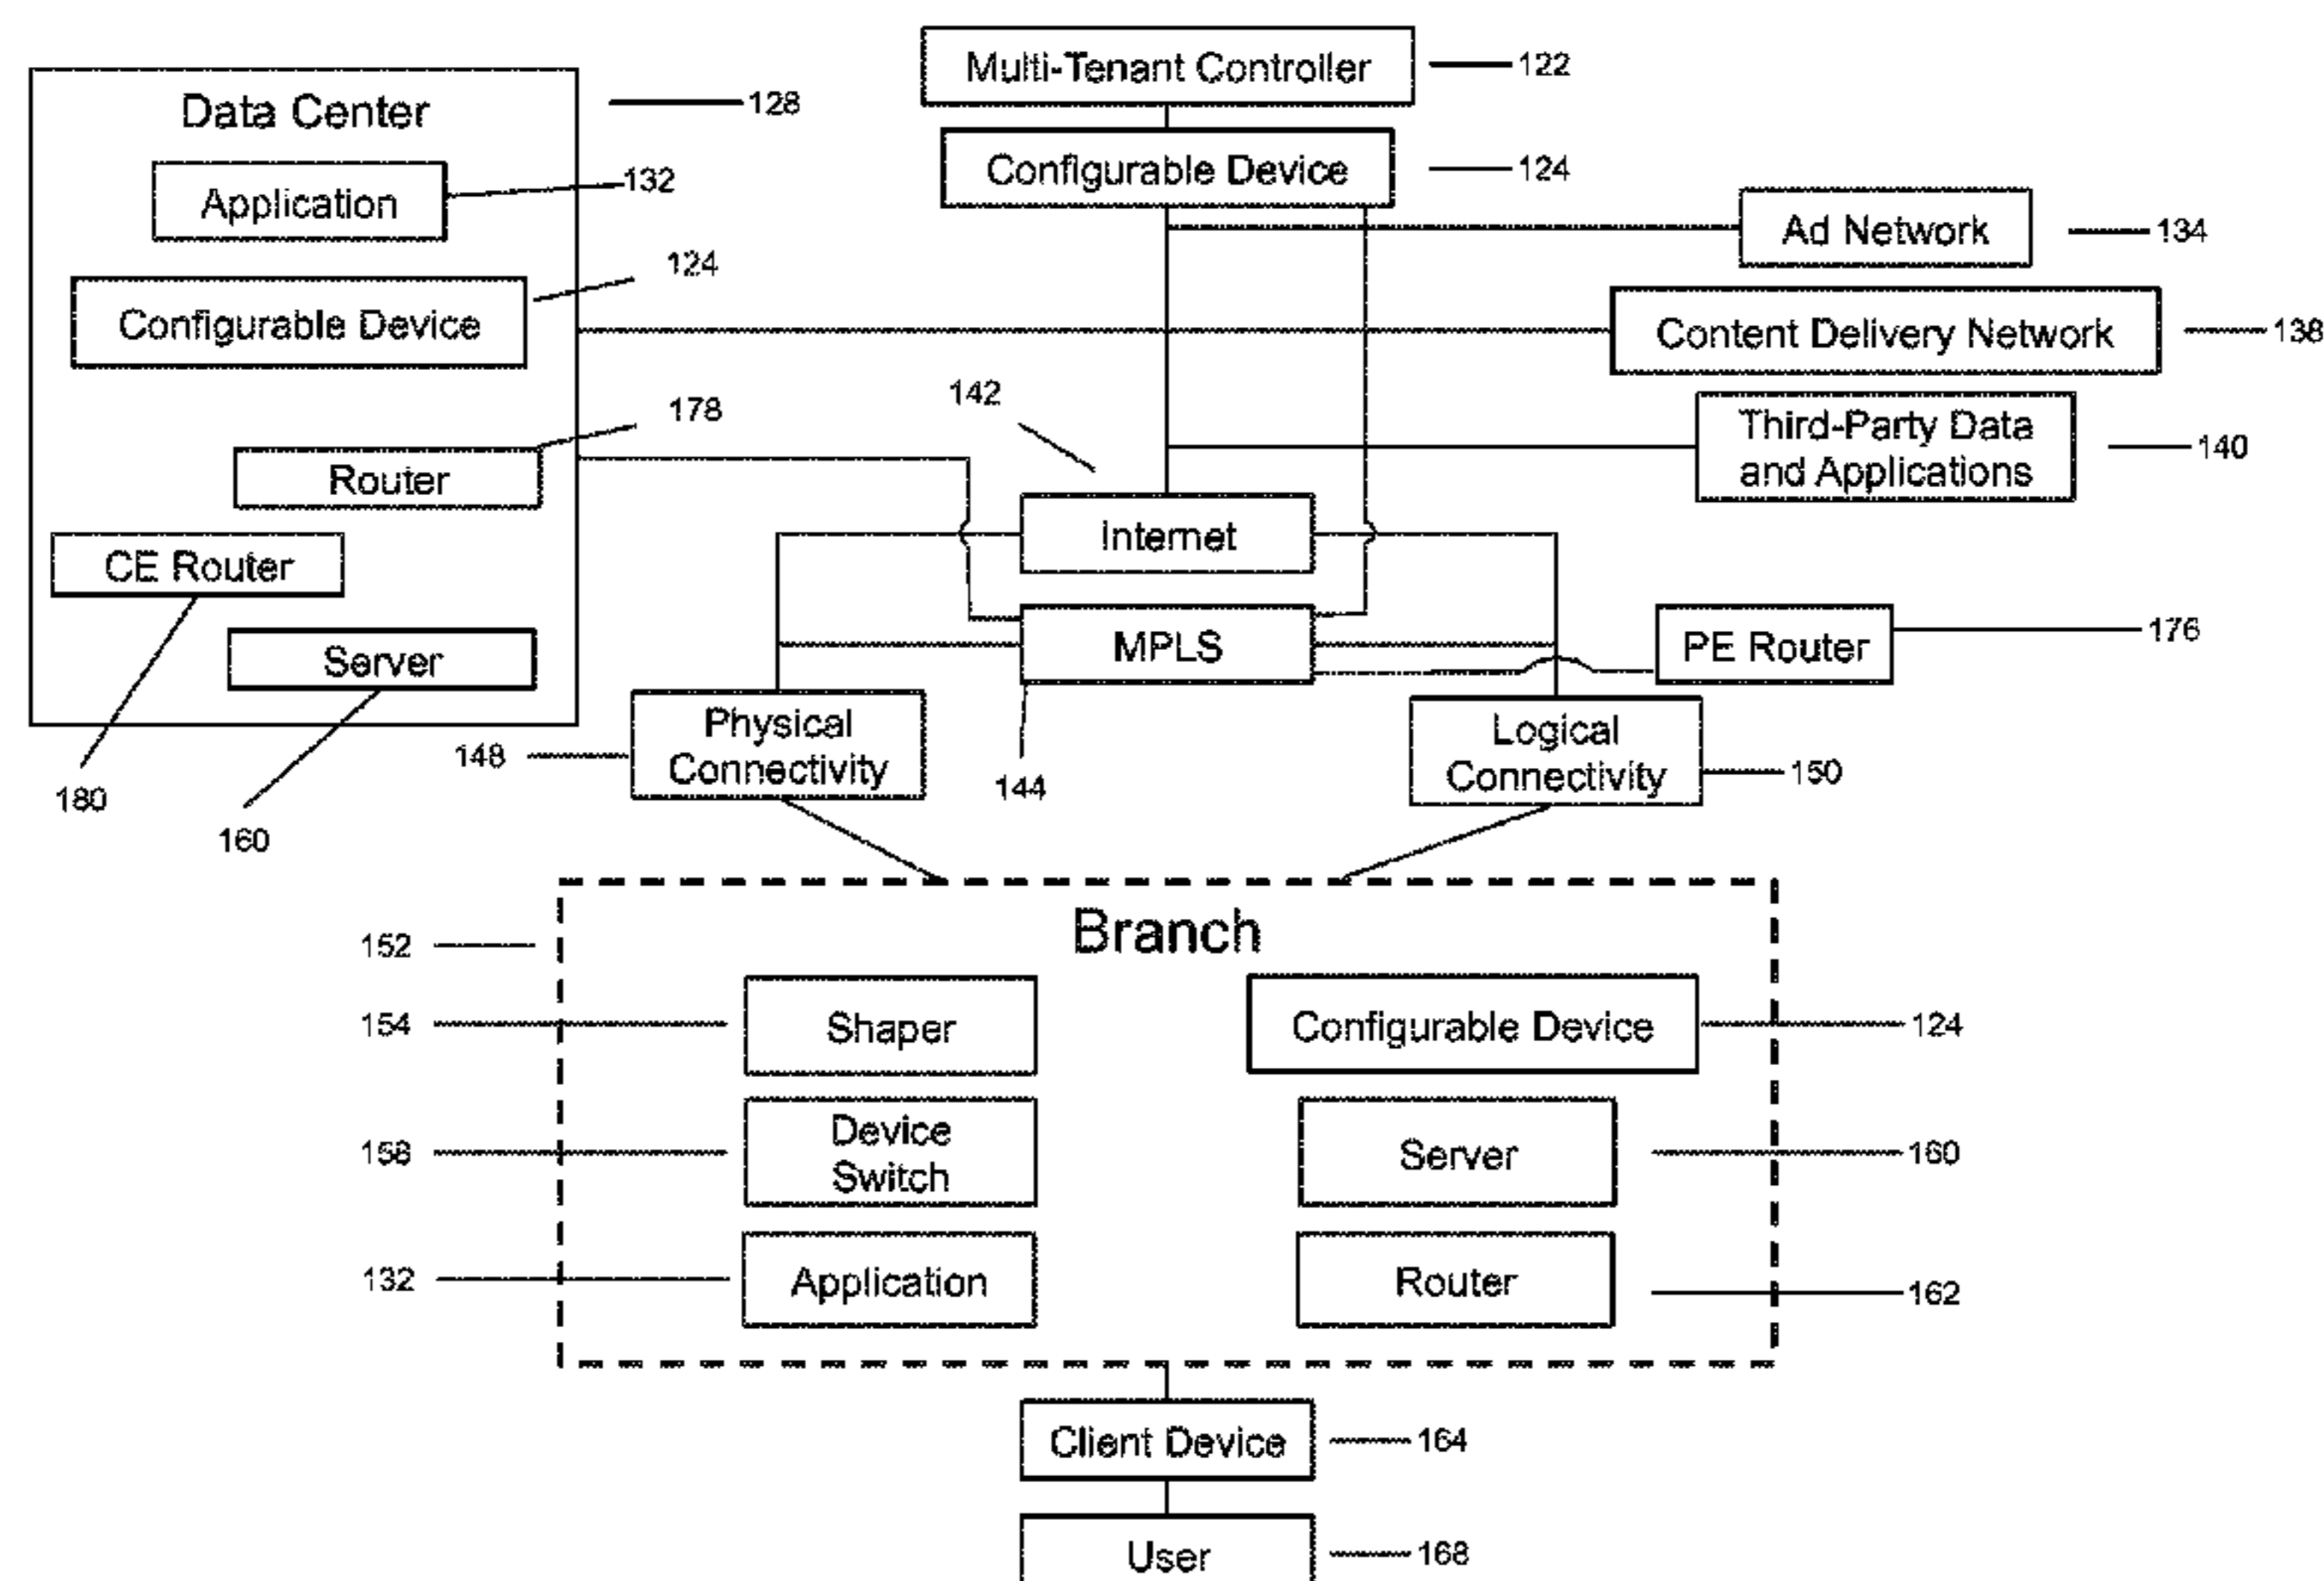 Multi-Tenant Controller
122
Data Center
128
Configurable Device
124
Application
132
Ad Network
134
Configurable Device
124
Content Delivery Network
138
Router
178
142
Third-Party Data
and Applications
140
Internet
CE Router
180
MPLS
144
PE Router
176
Server
160
Physical
Connectivity
148
Logical
Connectivity
150
Branch
152
Shaper
154
Configurable Device
124
Device
Switch
Server
160
Application
132
Router
162
Client Device
164
User
168